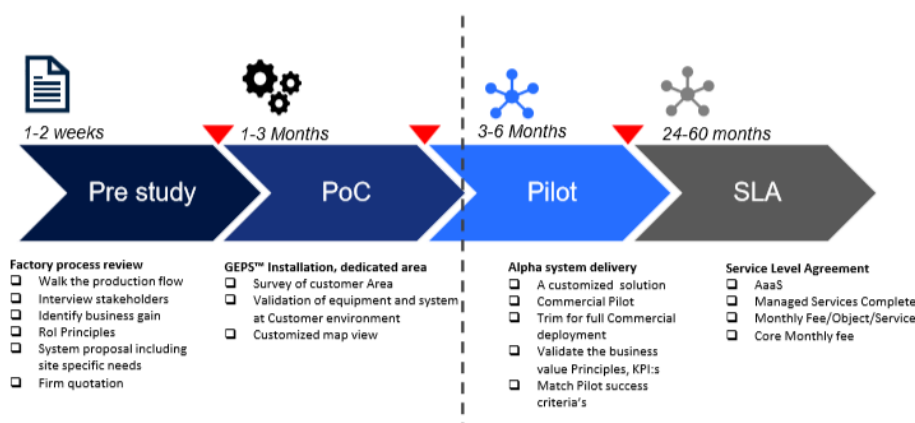 1-2 weeks
1-3 Months
3-6 Months
24-60 months
Pre study
PoC
Pilot
SLA
Factory process review
Walk the production flow
Interview stakeholders
Identify business gain
RoI Principles
System proposal including
site specific needs
Firm quotation
GEPS™ Installation, dedicated area
Survey of customer Area
Validation of equipment and system
at Customer environment
Customized map view
Alpha system delivery
A customized solution
Commercial Pilot
Trim for full Commercial
deployment
Validate the business
value Principles, KPI:s
Match Pilot success
criteria's
Service Level Agreement
AaaS
Managed Services Complete
Monthly Fee/Object/Service
Core Monthly fee